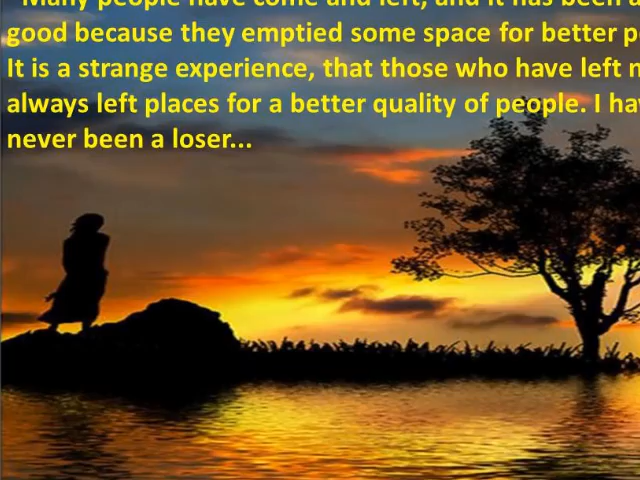 Many people have come and left, and it has been
good because they emptied some space for better
It is a strange experience, that those who have left
always left places for a better quality of people. I
never been a loser...